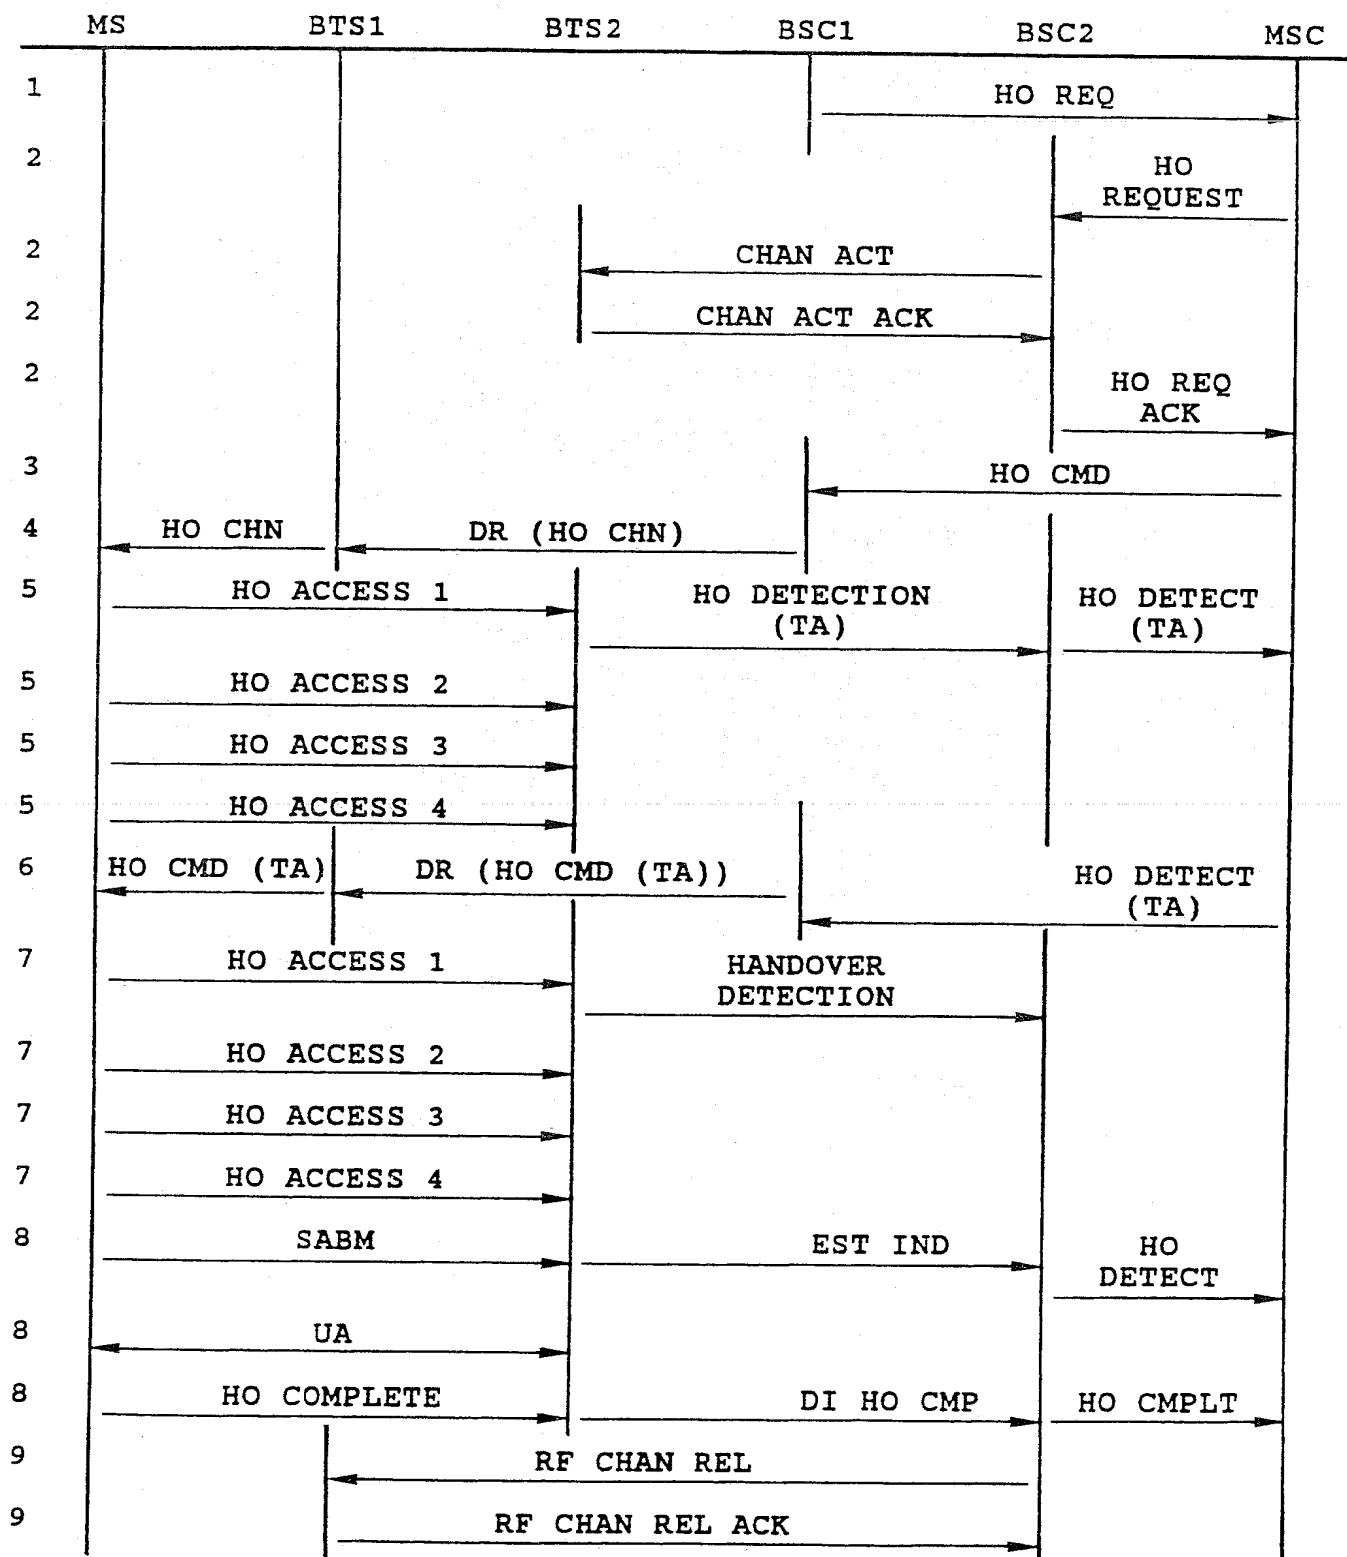 MS BTS1 BTS2 BSC1 BSC2 MSC
1 HO REQ
2 HO
REQUEST
2 CHAN ACT
2 CHAN ACT ACK
2 HO REQ
ACK
3 HO CMD
4 HO CHN DR (HO CHN)
5 HO ACCESS 1 HO DETECTION HO DETECT
(TA) (TA)
5 HO ACCESS 2
5 HO ACCESS 3
5 HO ACCESS 4
6 HO CMD (TA) DR (HO CMD (TA)) HO DETECT
(TA)
7 HO ACCESS 1 HANDOVER
DETECTION
7 HO ACCESS 2
7 HO ACCESS 3
7 HO ACCESS 4
8 SABM EST IND HO
DETECT
8 UA
8 HO COMPLETE DI HO CMP HO CMPLT
9 RF CHAN REL
9 RF CHAN REL ACK